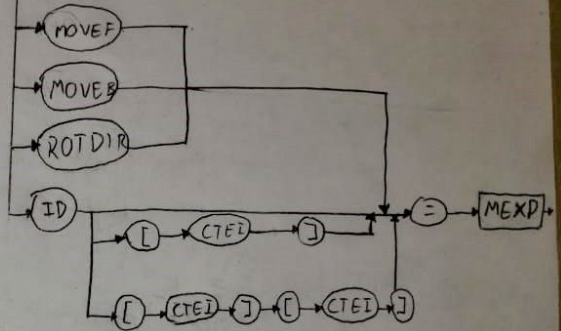 MOVEF
MOVEB
ROTDIR
ID = MEXP
[ CTEI ]
[ CTEI ] [ CTEI ]